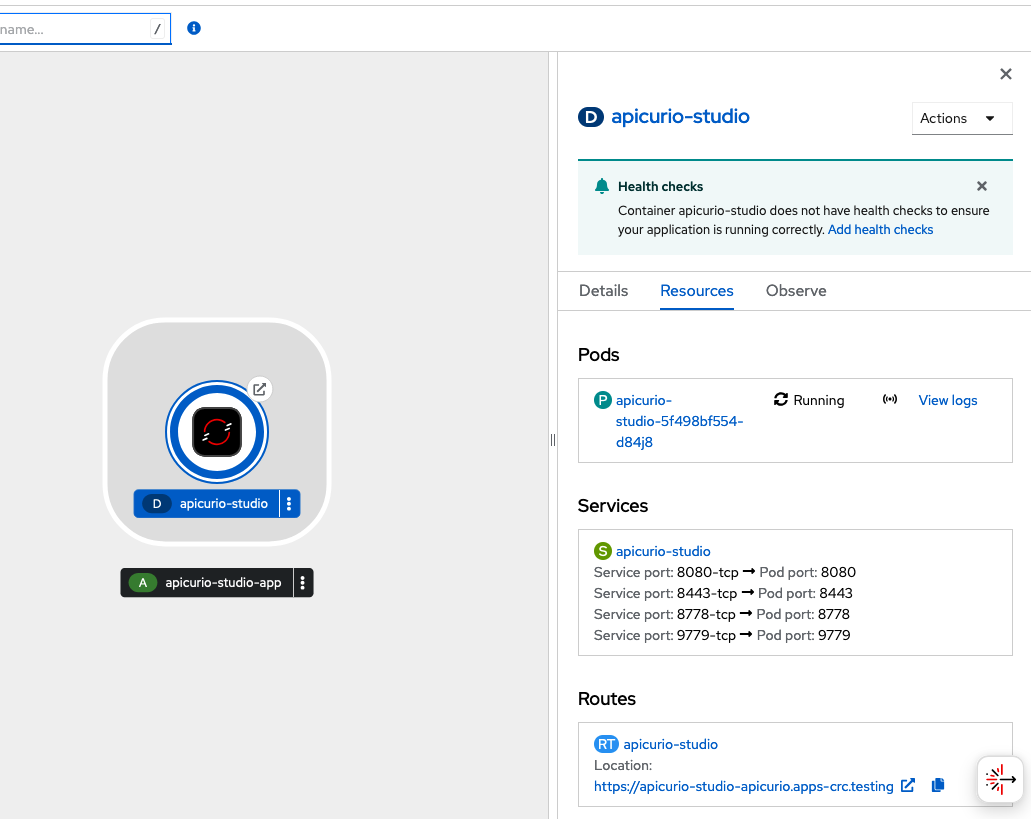 name... /
apicurio-studio
D apicurio-studio
A apicurio-studio-app
D apicurio-studio
Actions
Health checks
Container apicurio-studio does not have health checks to ensure
your application is running correctly. Add health checks
Details Resources Observe
Pods
P apicurio-
studio-5f498bf554-
d84j8
Running
View logs
Services
S apicurio-studio
Service port: 8080-tcp → Pod port: 8080
Service port: 8443-tcp → Pod port: 8443
Service port: 8778-tcp → Pod port: 8778
Service port: 9779-tcp → Pod port: 9779
Routes
RT apicurio-studio
Location:
https://apicurio-studio-apicurio.apps-crc.testing